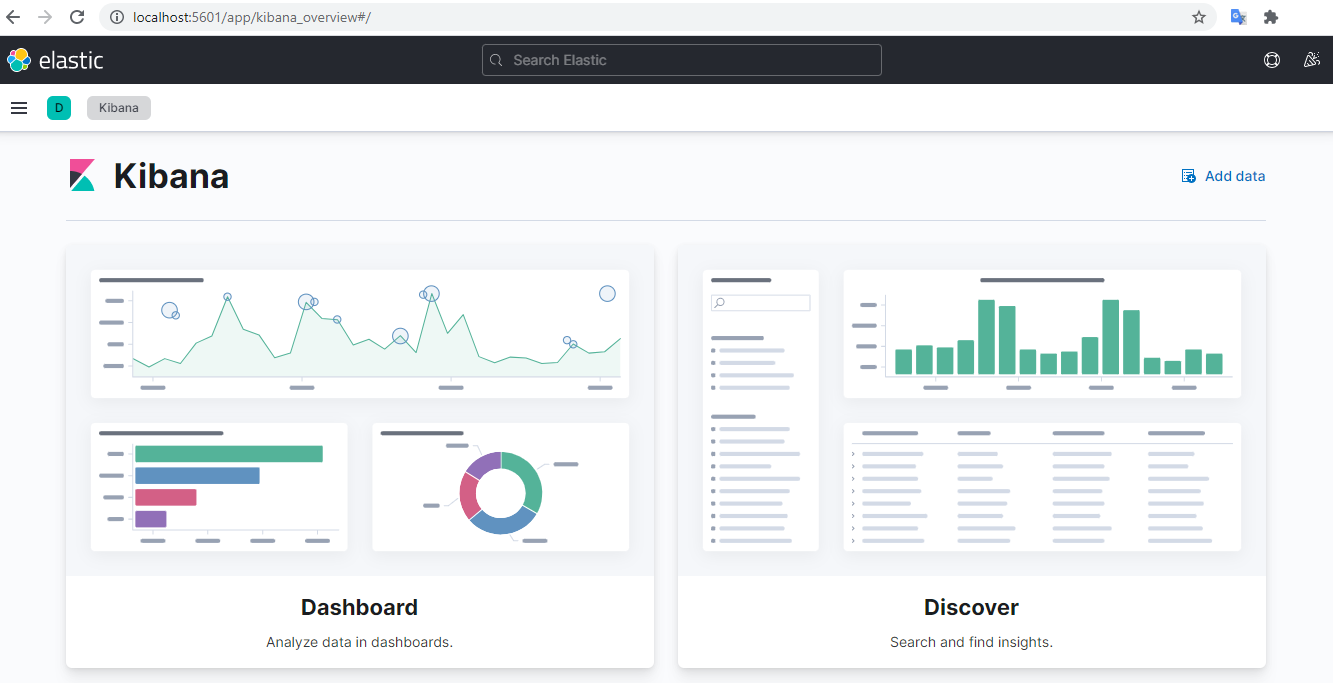 localhost:5601/app/kibana_overview#/
elastic
Search Elastic
D
Kibana
Kibana
Add data
Dashboard
Analyze data in dashboards.
Discover
Search and find insights.